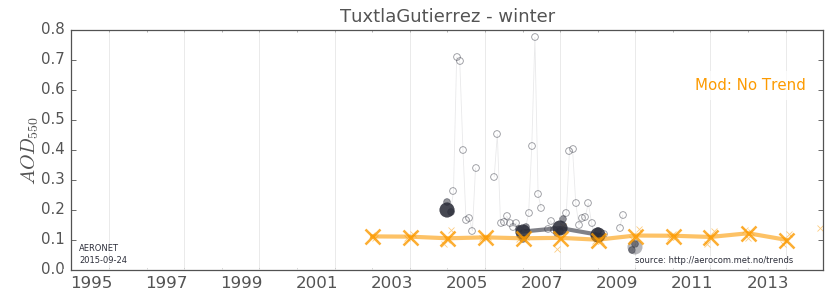 TuxtlaGutierrez - winter
0.8
0.7
0.6
0.5
0.4
0.3
0.2
0.1
0.0
AOD550
Mod: No Trend
AERONET
2015-09-24
source: http://aerocom.met.no/trends
1995 1997 1999 2001 2003 2005 2007 2009 2011 2013